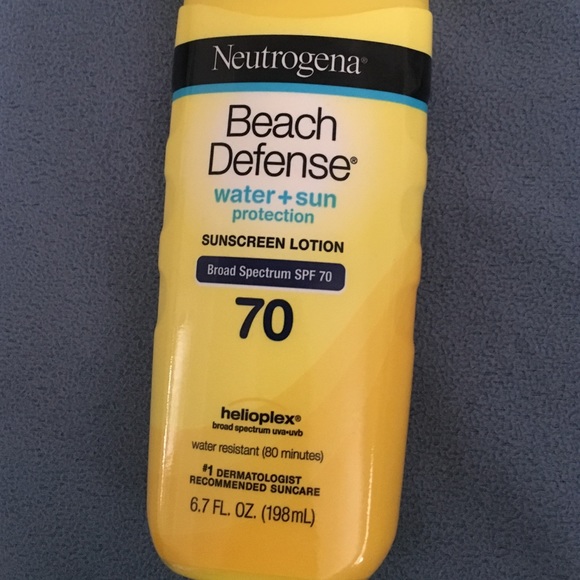 Neutrogena®
Beach
Defense®
water+sun
protection
SUNSCREEN LOTION
Broad Spectrum SPF 70
70
helioplex®
broad spectrum uva•uvb
water resistant (80 minutes)
#1 DERMATOLOGIST
RECOMMENDED SUNCARE
6.7 FL. OZ. (198mL)